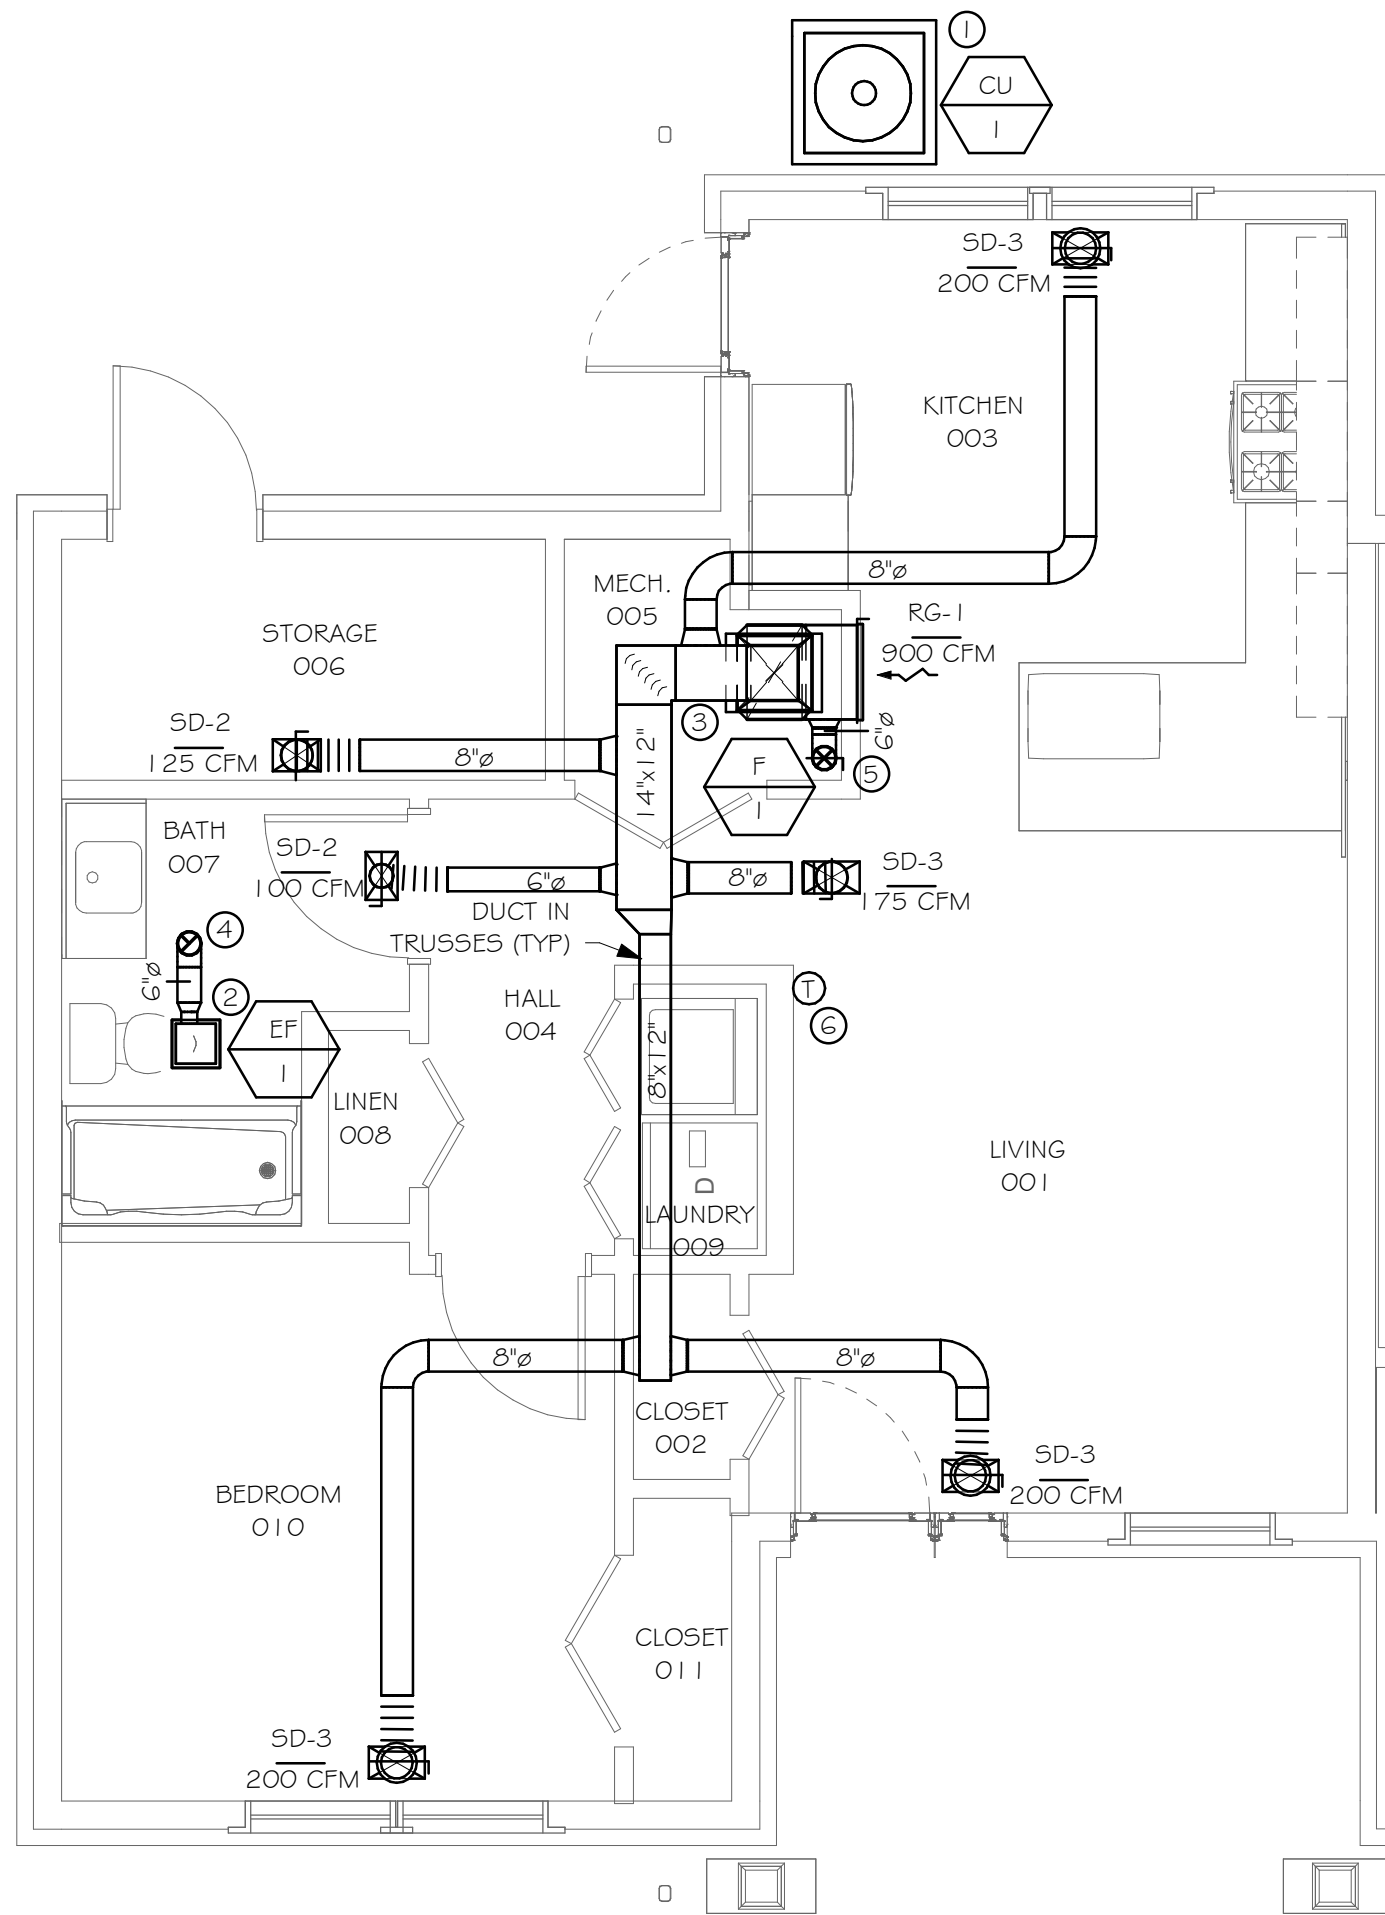 1
CU
1
SD-3
200 CFM
KITCHEN
003
8"ø
MECH.
005
RG-1
900 CFM
STORAGE
006
SD-2
125 CFM
8"ø
14"x12"
3
6"ø
F
1
5
BATH
007
SD-2
100 CFM
6"ø
8"ø
SD-3
175 CFM
DUCT IN
TRUSSES (TYP)
4
6"ø
2
EF
1
HALL
004
T
6
8"x12"
LINEN
008
D
LAUNDRY
009
LIVING
001
8"ø
8"ø
CLOSET
002
SD-3
200 CFM
BEDROOM
010
CLOSET
011
SD-3
200 CFM